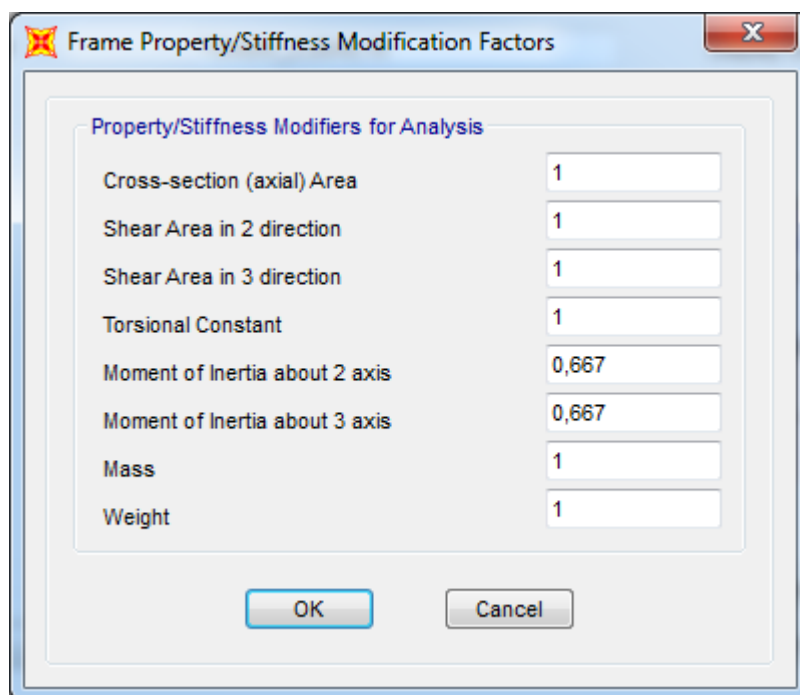 Frame Property/Stiffness Modification Factors
Property/Stiffness Modifiers for Analysis
Cross-section (axial) Area 1
Shear Area in 2 direction 1
Shear Area in 3 direction 1
Torsional Constant 1
Moment of Inertia about 2 axis 0,667
Moment of Inertia about 3 axis 0,667
Mass 1
Weight 1
OK Cancel